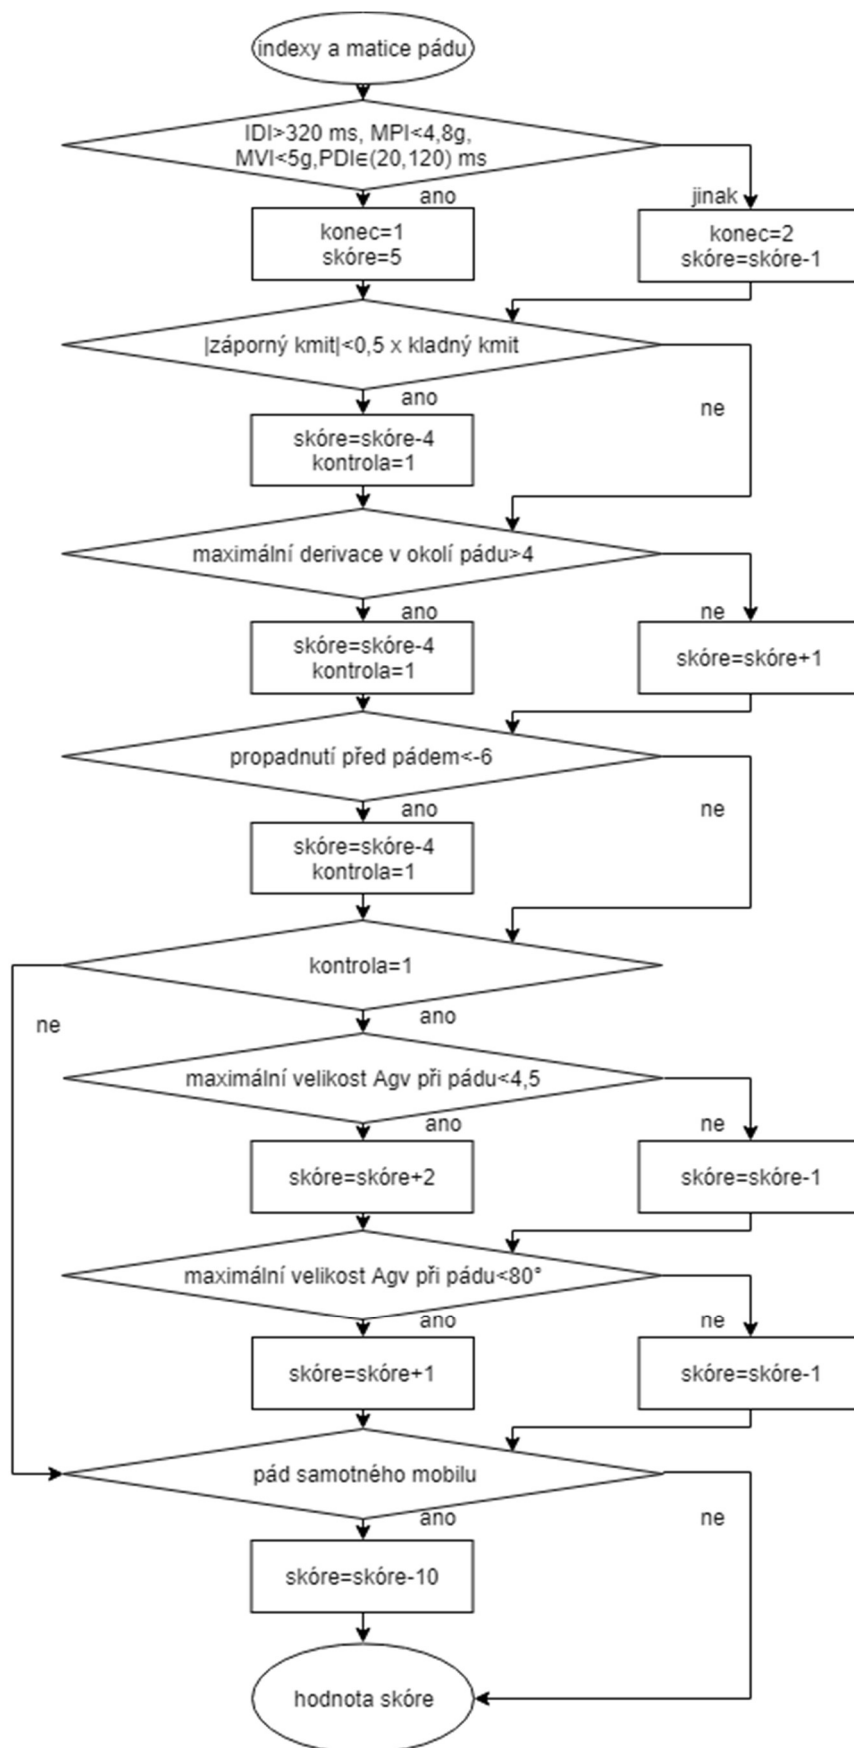 indexy a matice pádu
IDI>320 ms, MPI<4,8g,
MVI<5g,PDI∈(20,120) ms
ano
jinak
konec=1
skóre=5
konec=2
skóre=skóre-1
|záporný kmit|<0,5 x kladný kmit
ano
ne
skóre=skóre-4
kontrola=1
maximální derivace v okolí pádu>4
ano
ne
skóre=skóre-4
kontrola=1
skóre=skóre+1
propadnutí před pádem<-6
ano
ne
skóre=skóre-4
kontrola=1
kontrola=1
ne
ano
maximální velikost Agv při pádu<4,5
ano
ne
skóre=skóre+2
skóre=skóre-1
maximální velikost Agv při pádu<80°
ano
ne
skóre=skóre+1
skóre=skóre-1
pád samotného mobilu
ano
ne
skóre=skóre-10
hodnota skóre